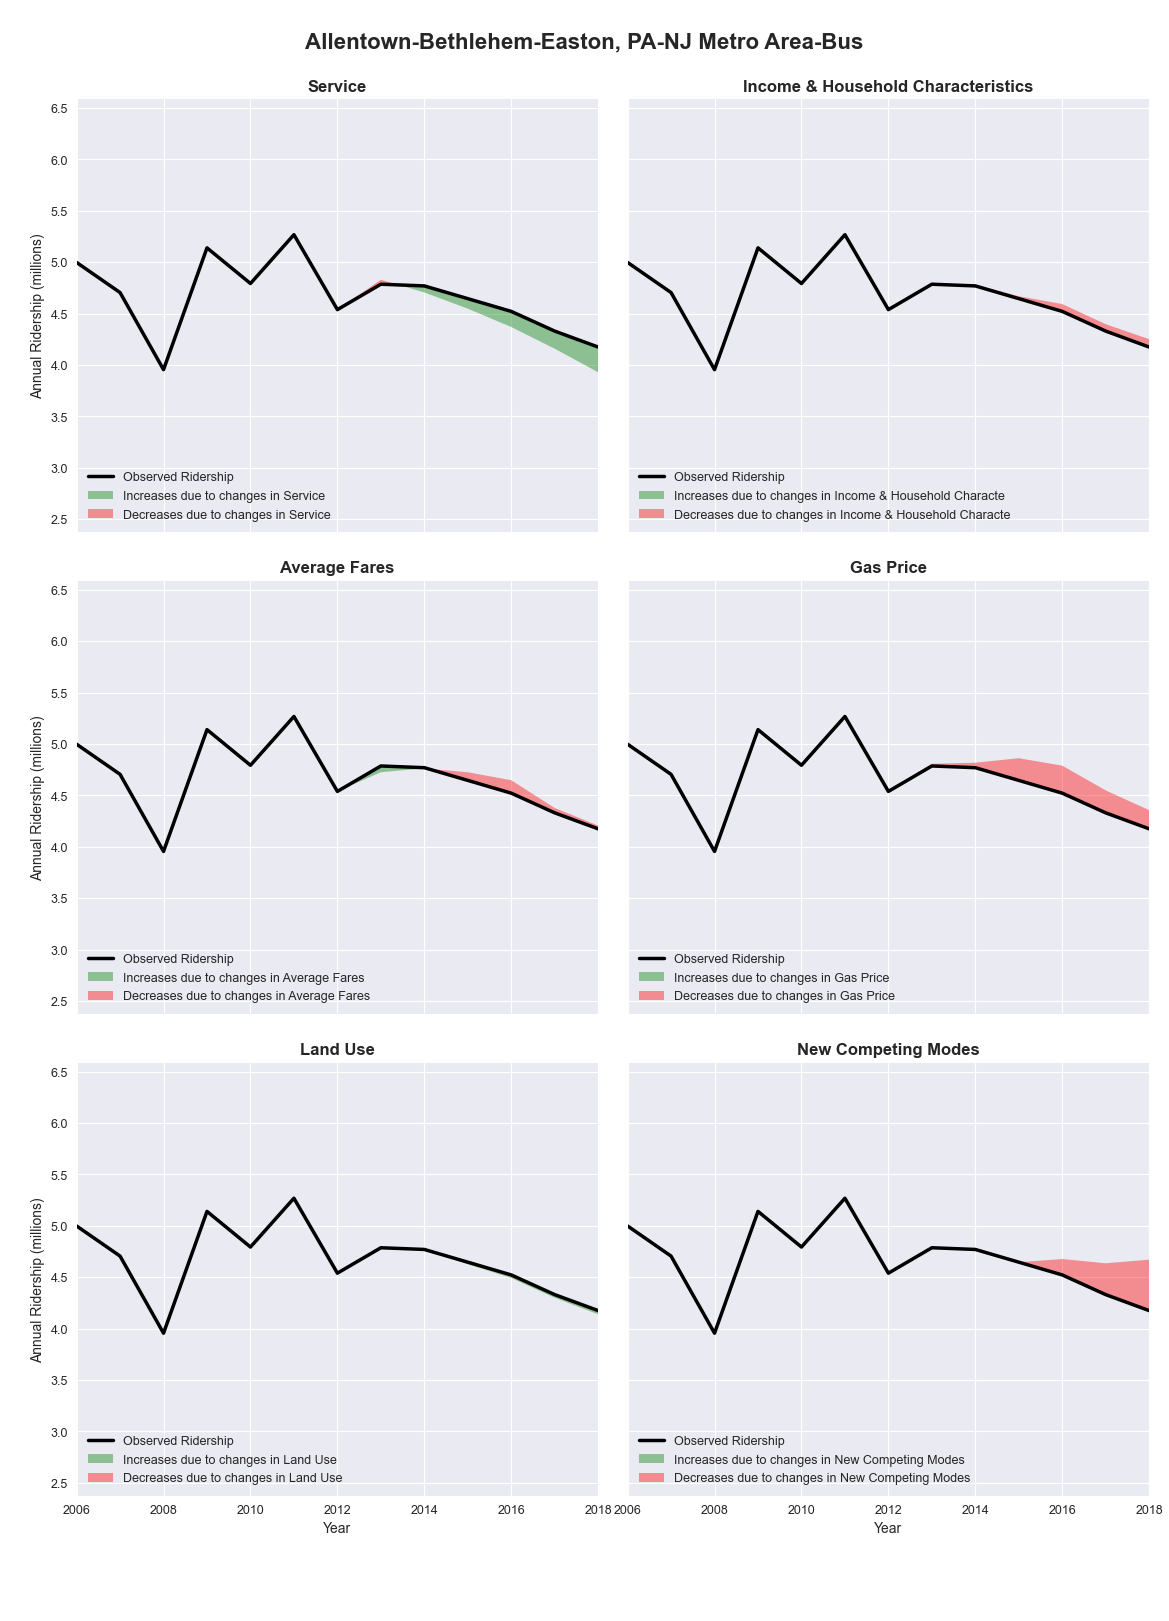 Allentown-Bethlehem-Easton, PA-NJ Metro Area-Bus
Service
Annual Ridership (millions)
6.5
6.0
5.5
5.0
4.5
4.0
3.5
3.0
2.5
Observed Ridership
Increases due to changes in Service
Decreases due to changes in Service
Income & Household Characteristics
Observed Ridership
Increases due to changes in Income & Household Characte
Decreases due to changes in Income & Household Characte
Average Fares
Annual Ridership (millions)
6.5
6.0
5.5
5.0
4.5
4.0
3.5
3.0
2.5
Observed Ridership
Increases due to changes in Average Fares
Decreases due to changes in Average Fares
Gas Price
Observed Ridership
Increases due to changes in Gas Price
Decreases due to changes in Gas Price
Land Use
Annual Ridership (millions)
6.5
6.0
5.5
5.0
4.5
4.0
3.5
3.0
2.5
Observed Ridership
Increases due to changes in Land Use
Decreases due to changes in Land Use
2006 2008 2010 2012 2014 2016 2018
Year
New Competing Modes
Observed Ridership
Increases due to changes in New Competing Modes
Decreases due to changes in New Competing Modes
2006 2008 2010 2012 2014 2016 2018
Year